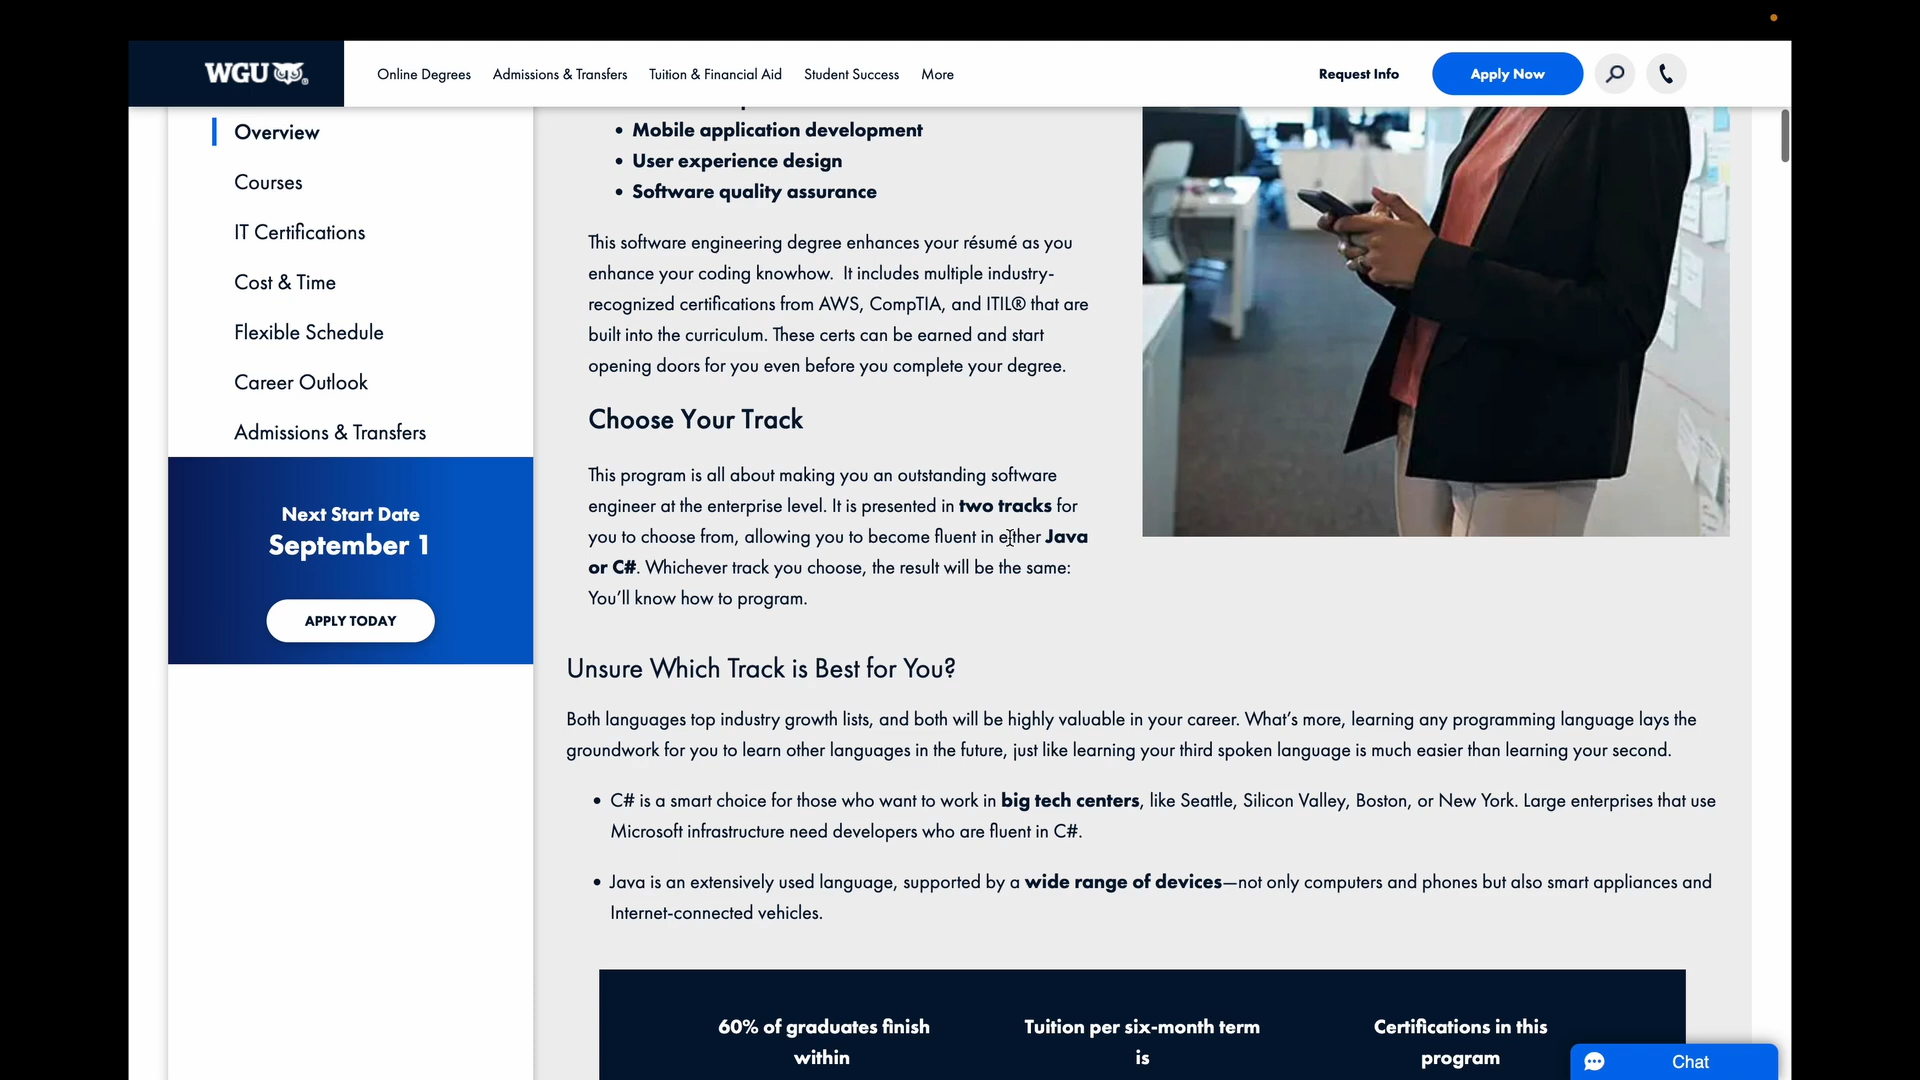 WGU
Online Degrees
Admissions & Transfers
Tuition & Financial Aid
Student Success
More
Request Info
Apply Now
Overview
Courses
IT Certifications
Cost & Time
Flexible Schedule
Career Outlook
Admissions & Transfers
Next Start Date
September 1
APPLY TODAY
• Mobile application development
• User experience design
• Software quality assurance
This software engineering degree enhances your résumé as you
enhance your coding knowhow.  It includes multiple industry-
recognized certifications from AWS, CompTIA, and ITIL® that are
built into the curriculum. These certs can be earned and start
opening doors for you even before you complete your degree.
Choose Your Track
This program is all about making you an outstanding software
engineer at the enterprise level. It is presented in two tracks for
you to choose from, allowing you to become fluent in either Java
or C#. Whichever track you choose, the result will be the same:
You’ll know how to program.
Unsure Which Track is Best for You?
Both languages top industry growth lists, and both will be highly valuable in your career. What’s more, learning any programming language lays the
groundwork for you to learn other languages in the future, just like learning your third spoken language is much easier than learning your second.
• C# is a smart choice for those who want to work in big tech centers, like Seattle, Silicon Valley, Boston, or New York. Large enterprises that use
Microsoft infrastructure need developers who are fluent in C#.
• Java is an extensively used language, supported by a wide range of devices—not only computers and phones but also smart appliances and
Internet-connected vehicles.
60% of graduates finish
within
Tuition per six-month term
is
Certifications in this
program
Chat